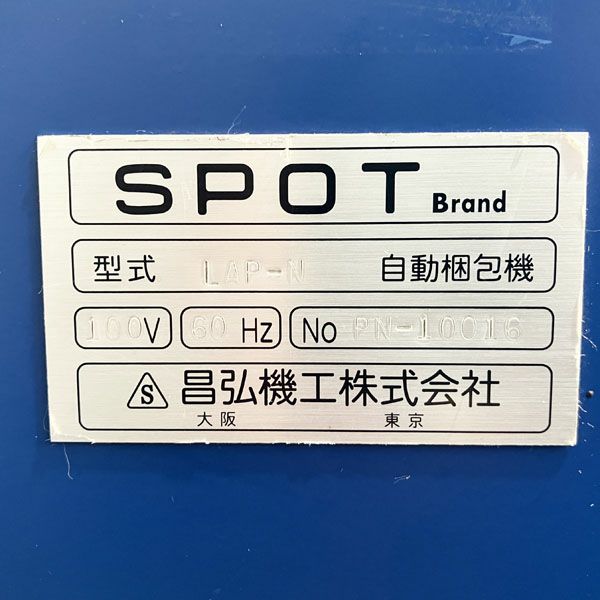 SPOT Brand
型式 LAP-N 自動梱包機
100V 60 Hz No PN-10016
S 昌弘機工株式会社
大阪 東京